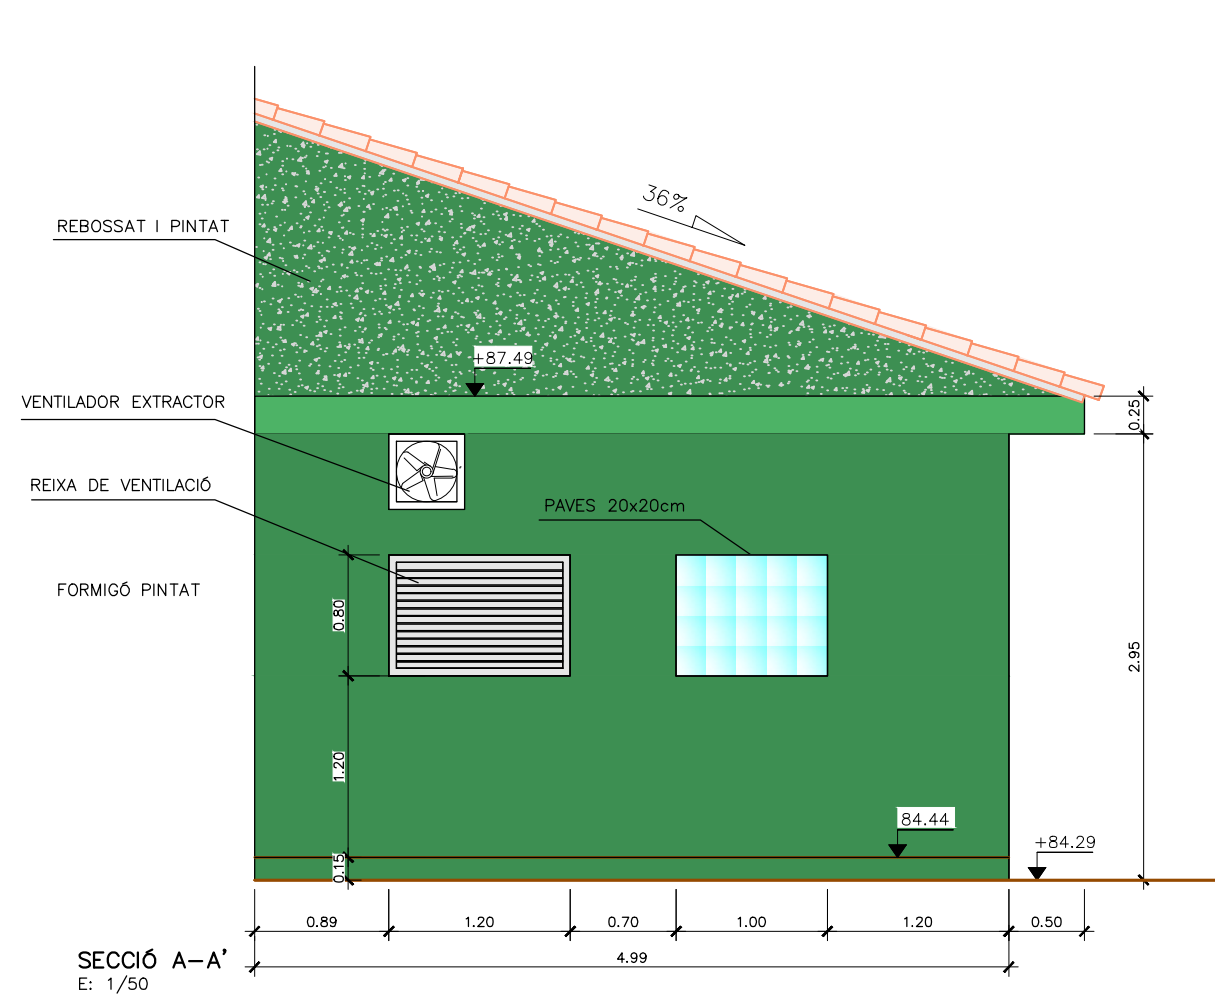 36%
REBOSSAT I PINTAT
+87.49
VENTILADOR EXTRACTOR
0.25
REIXA DE VENTILACIÓ
PAVES 20x20cm
FORMIGÓ PINTAT
0.80
2.95
1.20
84.44
+84.29
0.15
0.89 1.20 0.70 1.00 1.20 0.50
4.99
SECCIÓ A-A'
E: 1/50